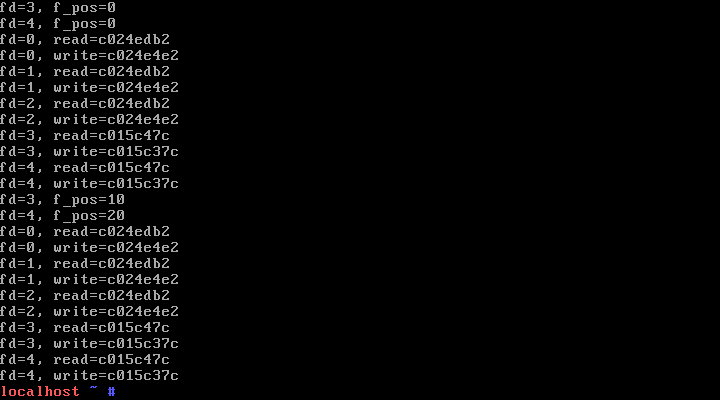 fd=3, f_pos=0
fd=4, f_pos=0
fd=0, read=c024edb2
fd=0, write=c024e4e2
fd=1, read=c024edb2
fd=1, write=c024e4e2
fd=2, read=c024edb2
fd=2, write=c024e4e2
fd=3, read=c015c47c
fd=3, write=c015c37c
fd=4, read=c015c47c
fd=4, write=c015c37c
fd=3, f_pos=10
fd=4, f_pos=20
fd=0, read=c024edb2
fd=0, write=c024e4e2
fd=1, read=c024edb2
fd=1, write=c024e4e2
fd=2, read=c024edb2
fd=2, write=c024e4e2
fd=3, read=c015c47c
fd=3, write=c015c37c
fd=4, read=c015c47c
fd=4, write=c015c37c
localhost ~ #